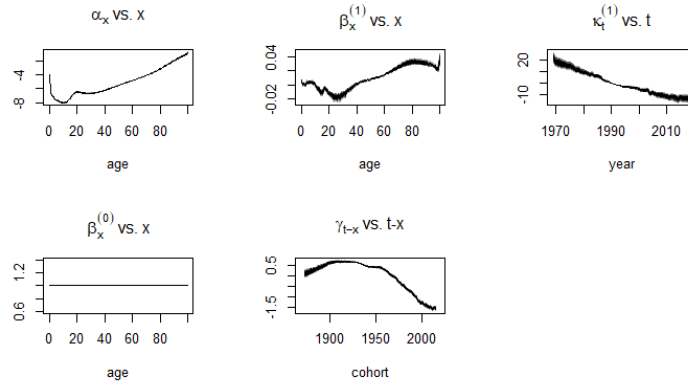 αx vs. x
-8 -4
0 20 40 60 80
age
βx(1) vs. x
-0.02 0.04
0 20 40 60 80
age
κt(1) vs. t
-10 20
1970 1990 2010
year
βx(0) vs. x
0.6 1.2
0 20 40 60 80
age
γt−x vs. t-x
-1.5 0.5
1900 1950 2000
cohort